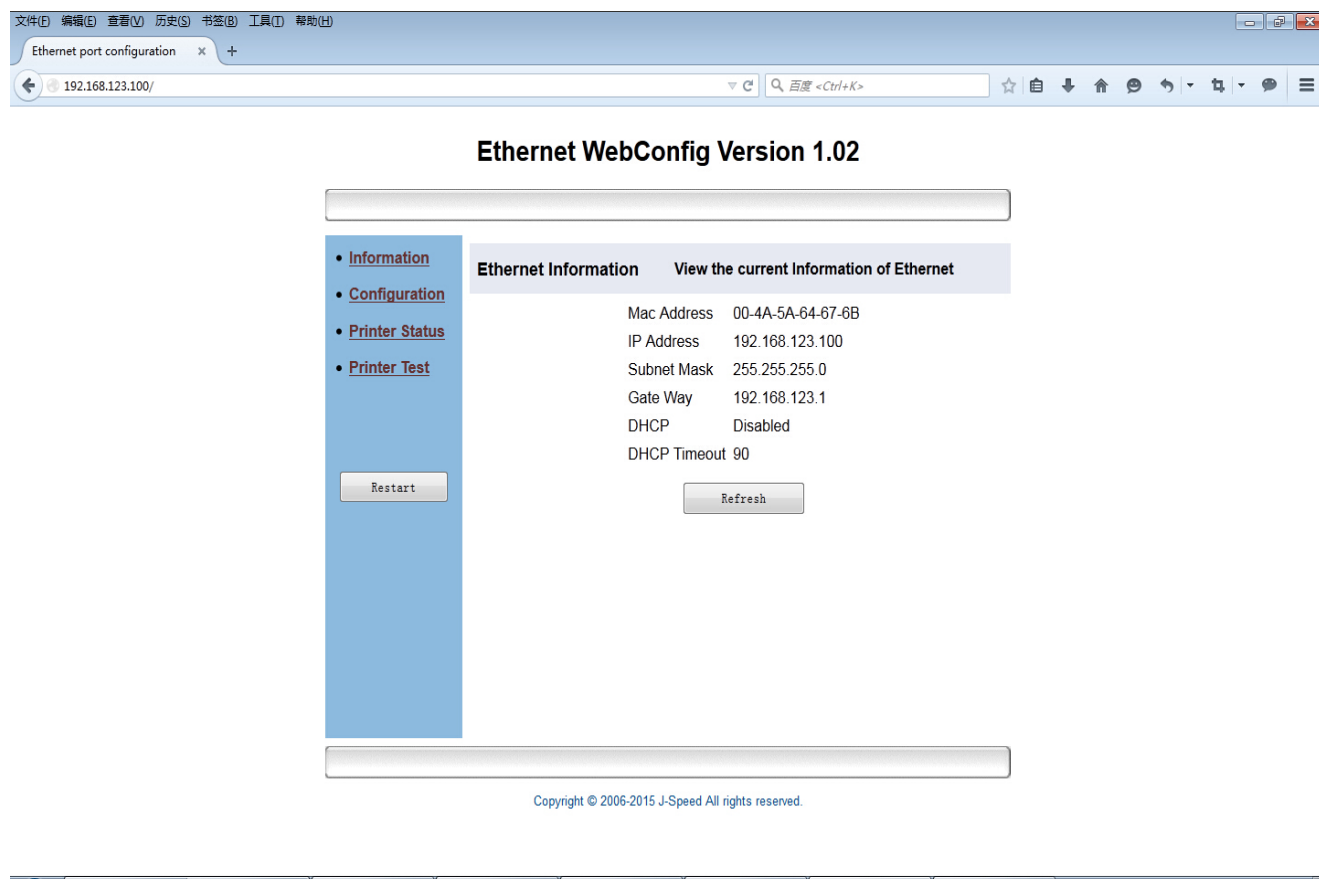 文件(F) 编辑(E) 查看(V) 历史(S) 书签(B) 工具(T) 帮助(H)
Ethernet port configuration × +
192.168.123.100/
百度 <Ctrl+K>
Ethernet WebConfig Version 1.02
Information
Configuration
Printer Status
Printer Test
Restart
Ethernet Information View the current Information of Ethernet
Mac Address 00-4A-5A-64-67-6B
IP Address 192.168.123.100
Subnet Mask 255.255.255.0
Gate Way 192.168.123.1
DHCP Disabled
DHCP Timeout 90
Refresh
Copyright © 2006-2015 J-Speed All rights reserved.